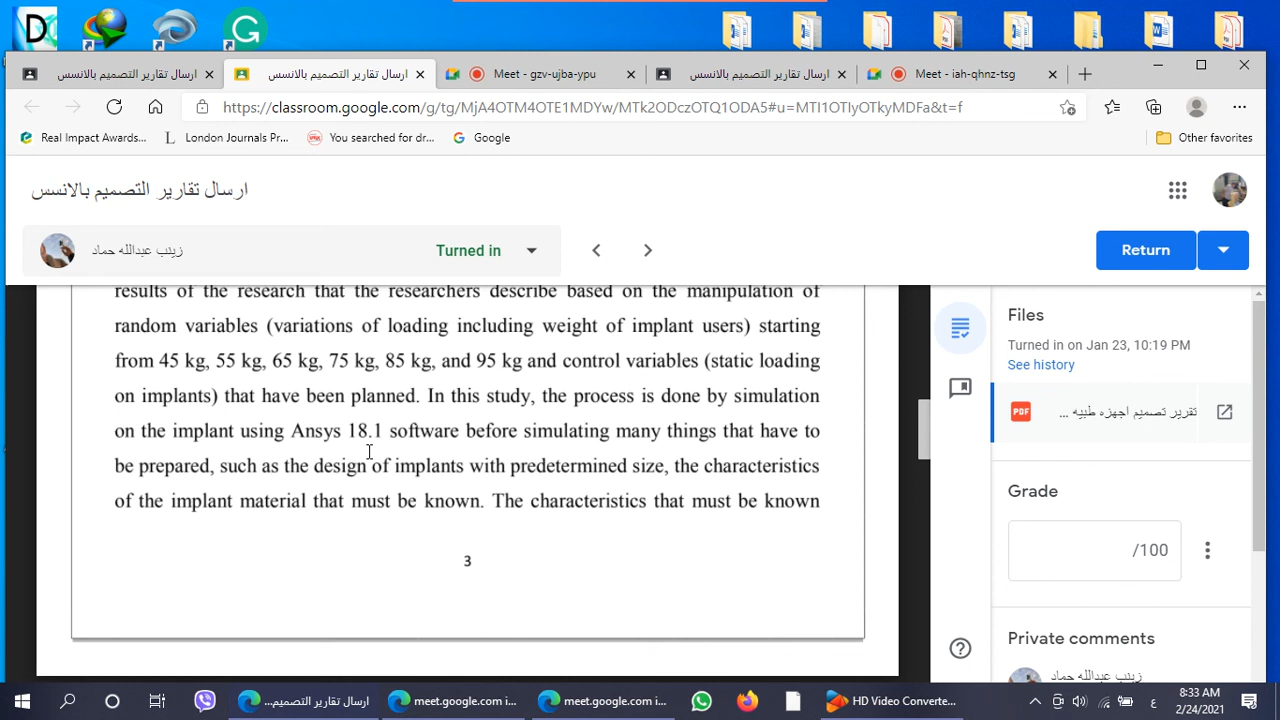 ارسال تقارير التصميم بالانسس
ارسال تقارير التصميم بالانسس
Meet - gzv-ujba-ypu
ارسال تقارير التصميم بالانسس
Meet - iah-qhnz-tsg
https://classroom.google.com/g/tg/MjA4OTM4OTE1MDYw/MTk2ODczOTQ1ODA5#u=MTI1OTIyOTkyMDFa&t=f
Real Impact Awards...
London Journals Pr...
You searched for dr...
Google
Other favorites
ارسال تقارير التصميم بالانسس
زينب عبدالله حماد
Turned in
Return
results of the research that the researchers describe based on the manipulation of
random variables (variations of loading including weight of implant users) starting
from 45 kg, 55 kg, 65 kg, 75 kg, 85 kg, and 95 kg and control variables (static loading
on implants) that have been planned. In this study, the process is done by simulation
on the implant using Ansys 18.1 software before simulating many things that have to
be prepared, such as the design of implants with predetermined size, the characteristics
of the implant material that must be known. The characteristics that must be known
3
Files
Turned in on Jan 23, 10:19 PM
See history
PDF
تقرير تصميم اجهزه طبيه ...
Grade
/100
Private comments
زينب عبدالله حماد
ارسال تقارير التصميم...
meet.google.com i...
meet.google.com i...
HD Video Converte...
ع
8:33 AM
2/24/2021